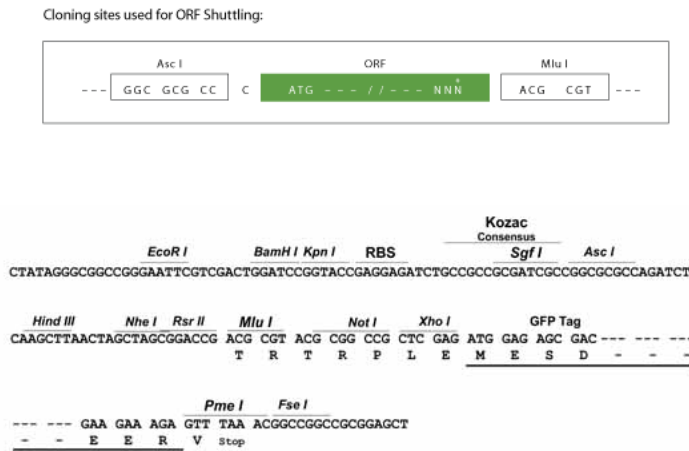 Cloning sites used for ORF Shuttling:
Asc I ORF Mlu I
--- GGC GCG CC C ATG --- // --- NNN * ACG CGT ---
Kozac
Consensus
EcoR I BamH I Kpn I RBS Sgf I Asc I
CTATAGGGCGGCCGGGAATTCGTCGACTGGATCCGGTACCGAGGAGATCTGCCGCCGCGATCGCCGGCGCGCCAGATCT
Hind III Nhe I Rsr II Mlu I Not I Xho I GFP Tag
CAAGCTTAACTAGCTAGCGGACCG ACG CGT ACG CGG CCG CTC GAG ATG GAG AGC GAC --- --- ---
T R T R P L E M E S D - - -
Pme I Fse I
--- --- GAA GAA AGA GTT TAA ACGGCCGGCCGCGGAGCT
- - E E R V Stop